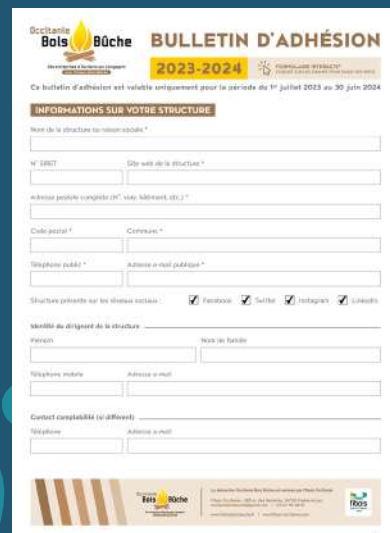 Occitanie
Bois Bûche
BULLETIN D'ADHÉSION
2023-2024
FORMULAIRE INTERACTIF
Ce bulletin d'adhésion est valable uniquement pour la période du 1er juillet 2023 au 30 juin 2024
INFORMATIONS SUR VOTRE STRUCTURE
Nom de la structure ou raison sociale *
N° SIRET
Site web de la structure *
Adresse postale complète (N°, voie, bâtiment, etc.) *
Code postal *
Commune *
Téléphone public *
Adresse e-mail publique *
Structure présente sur les réseaux sociaux :
Facebook
Twitter
Instagram
LinkedIn
Identité du dirigeant de la structure
Prénom
Nom de famille
Téléphone mobile
Adresse e-mail
Contact comptabilité (si différent)
Téléphone
Adresse e-mail
Occitanie
Bois Bûche
fibois